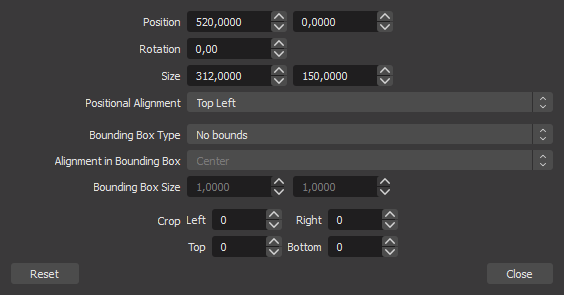 Position 520,0000 0,0000
Rotation 0,00
Size 312,0000 150,0000
Positional Alignment Top Left
Bounding Box Type No bounds
Alignment in Bounding Box Center
Bounding Box Size 1,0000 1,0000
Crop Left 0 Right 0
Top 0 Bottom 0
Reset Close